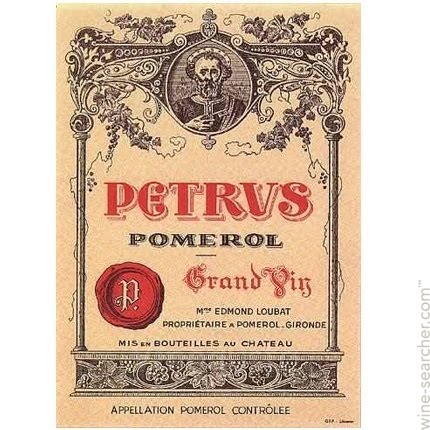 PETRVS
POMEROL
Grand Vin
P.
Mme EDMOND LOUBAT
PROPRIÉTAIRE A POMEROL. GIRONDE
MIS EN BOUTEILLES AU CHATEAU
APPELLATION POMEROL CONTRÔLÉE
wine-searcher.com™